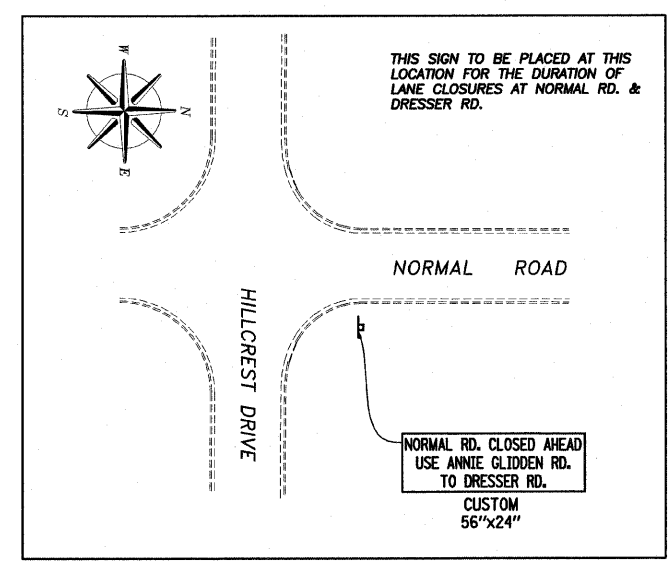 THIS SIGN TO BE PLACED AT THIS
LOCATION FOR THE DURATION OF
LANE CLOSURES AT NORMAL RD. &
DRESSER RD.
W
S
N
E
NORMAL ROAD
HILLCREST DRIVE
NORMAL RD. CLOSED AHEAD
USE ANNIE GLIDDEN RD.
TO DRESSER RD.
CUSTOM
56"x24"